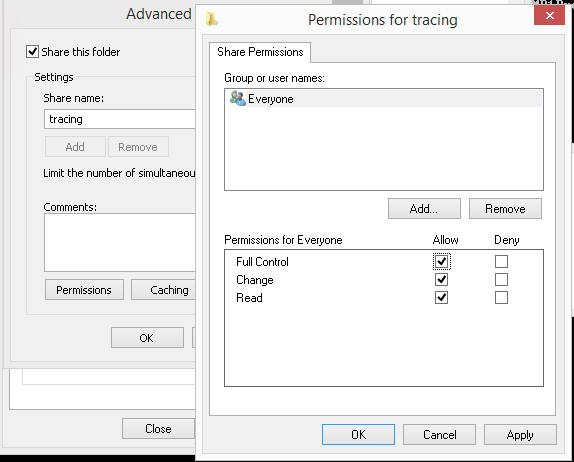 Advanced
Share this folder
Settings
Share name:
tracing
Add
Remove
Limit the number of simultaneou
Comments:
Permissions
Caching
OK
Close
Permissions for tracing
Share Permissions
Group or user names:
Everyone
Add...
Remove
Permissions for Everyone Allow Deny
Full Control
Change
Read
OK
Cancel
Apply